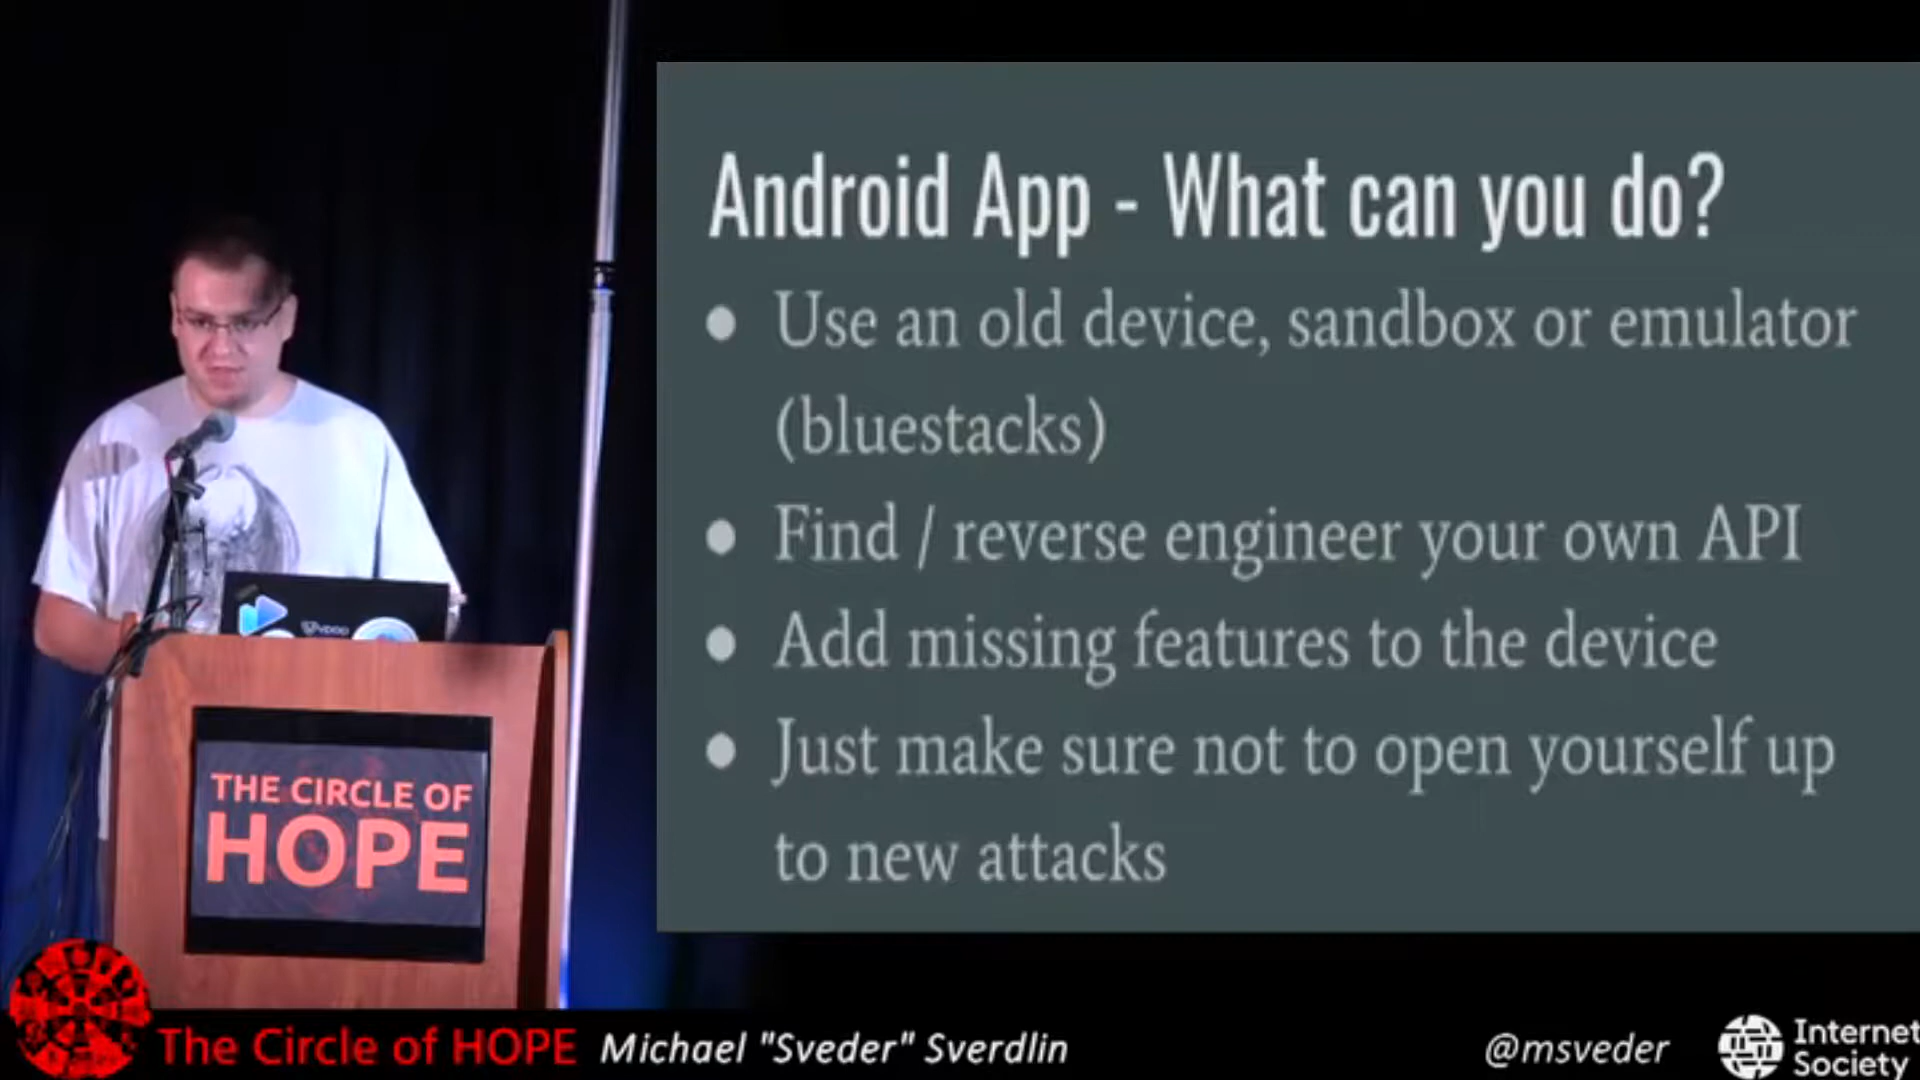 Android App - What can you do?
● Use an old device, sandbox or emulator
(bluestacks)
● Find / reverse engineer your own API
● Add missing features to the device
● Just make sure not to open yourself up
to new attacks
THE CIRCLE OF
HOPE
The Circle of HOPE Michael "Sveder" Sverdlin @msveder
Internet
Society